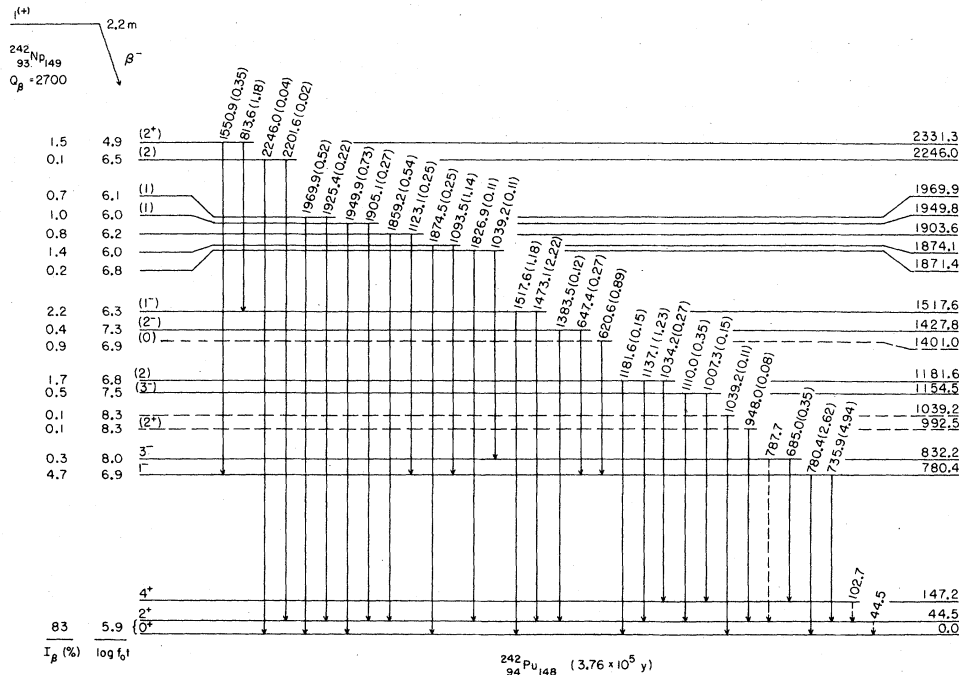 1(+)
2.2 m
242 93 Np 149
Qβ = 2700
β−
1550.9 (0.35)
813.6 (1.18)
2246.0 (0.04)
2201.6 (0.02)
1969.9 (0.52)
1925.4 (0.22)
1949.9 (0.73)
1905.1 (0.27)
1859.2 (0.54)
1123.1 (0.25)
1874.5 (0.25)
1093.5 (1.14)
1826.9 (0.11)
1039.2 (0.11)
1517.6 (1.18)
1473.1 (2.22)
1383.5 (0.12)
647.4 (0.27)
620.6 (0.89)
1181.6 (0.15)
1137.1 (1.23)
1034.2 (0.27)
1110.0 (0.35)
1007.3 (0.15)
1039.2 (0.11)
948.0 (0.08)
787.7
685.0 (0.35)
780.4 (2.62)
735.9 (4.94)
102.7
44.5
1.5 4.9 (2+) 2331.3
0.1 6.5 (2) 2246.0
0.7 6.1 (1) 1969.9
1.0 6.0 (1) 1949.8
0.8 6.2 1903.6
1.4 6.0 1874.1
0.2 6.8 1871.4
2.2 6.3 (1−) 1517.6
0.4 7.3 (2−) 1427.8
0.9 6.9 (0) 1401.0
1.7 6.8 (2) 1181.6
0.5 7.5 (3−) 1154.5
0.1 8.3 1039.2
0.1 8.3 (2+) 992.5
0.3 8.0 3− 832.2
4.7 6.9 1− 780.4
4+ 147.2
2+ 44.5
83 5.9 { 0+ 0.0
Iβ (%) log f0t
242 94 Pu 148 (3.76 × 10^5 y)